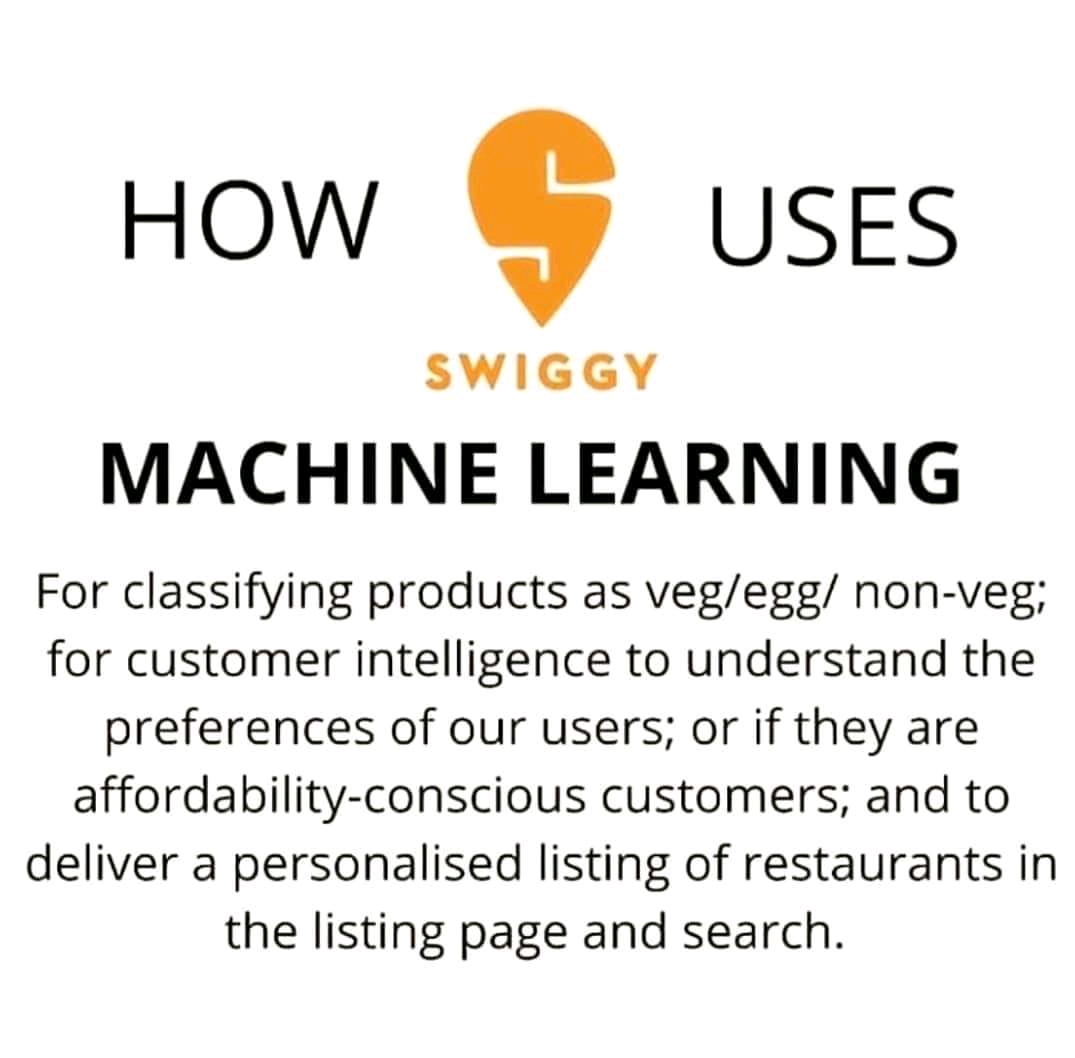 HOW USES
SWIGGY
MACHINE LEARNING
For classifying products as veg/egg/ non-veg;
for customer intelligence to understand the
preferences of our users; or if they are
affordability-conscious customers; and to
deliver a personalised listing of restaurants in
the listing page and search.